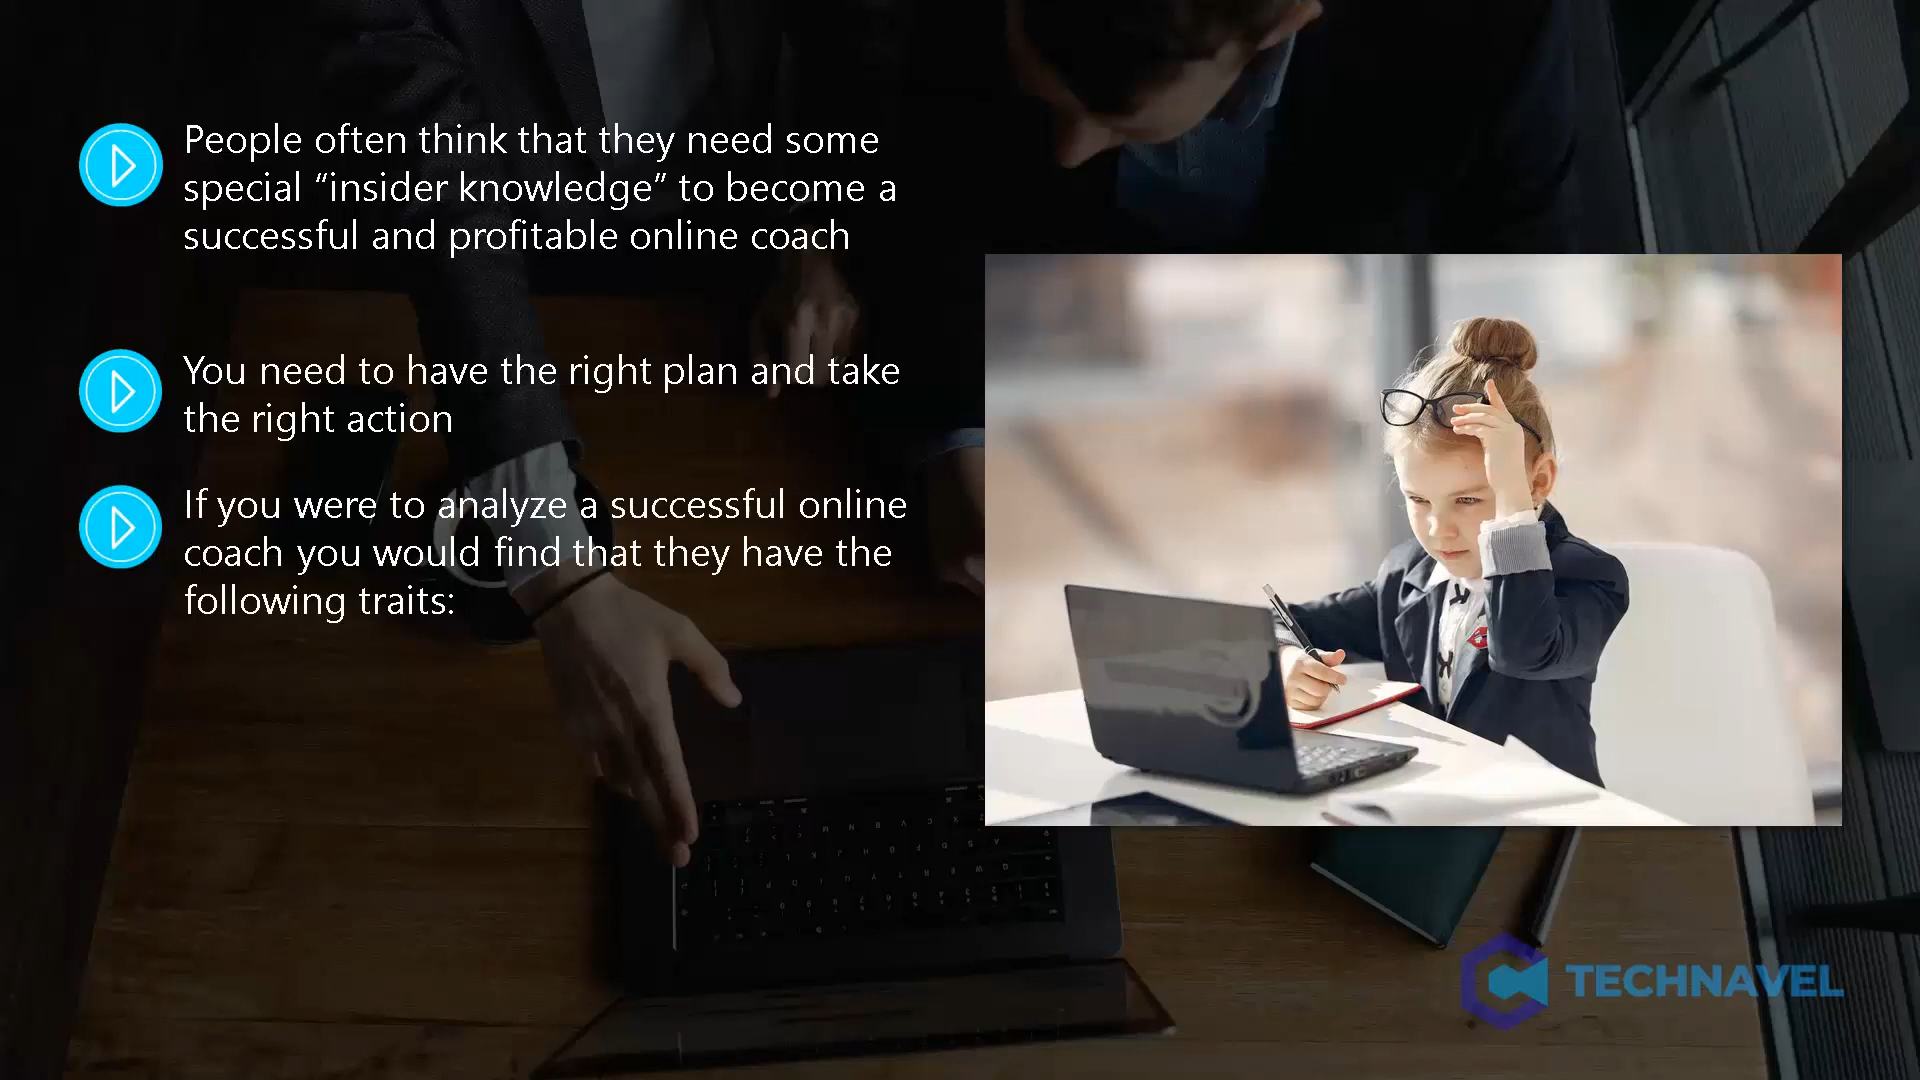 People often think that they need some
special “insider knowledge” to become a
successful and profitable online coach
You need to have the right plan and take
the right action
If you were to analyze a successful online
coach you would find that they have the
following traits:
TECHNAVEL